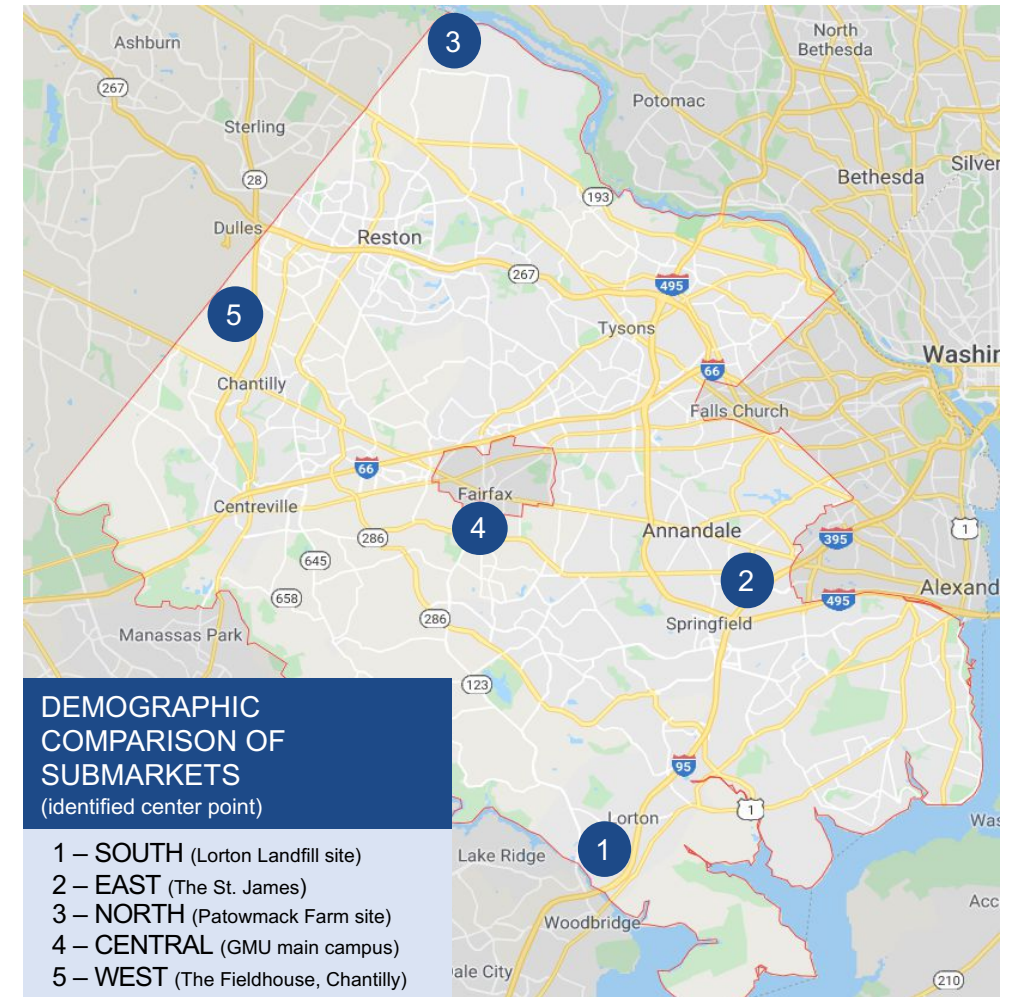 Ashburn
3
North
Bethesda
267
Potomac
Sterling
Silver
28
Bethesda
193
Dulles
Reston
267
495
5
Tysons
Washin
66
Chantilly
Falls Church
66
Fairfax
Centreville
4
Annandale
1
286
395
645
2
Alexand
658
495
286
Springfield
Manassas Park
123
DEMOGRAPHIC
COMPARISON OF
SUBMARKETS
(identified center point)
95
1
Lorton
Was
1
Lake Ridge
1 – SOUTH (Lorton Landfill site)
2 – EAST (The St. James)
3 – NORTH (Patowmack Farm site)
4 – CENTRAL (GMU main campus)
5 – WEST (The Fieldhouse, Chantilly)
Acc
Woodbridge
ale City
210